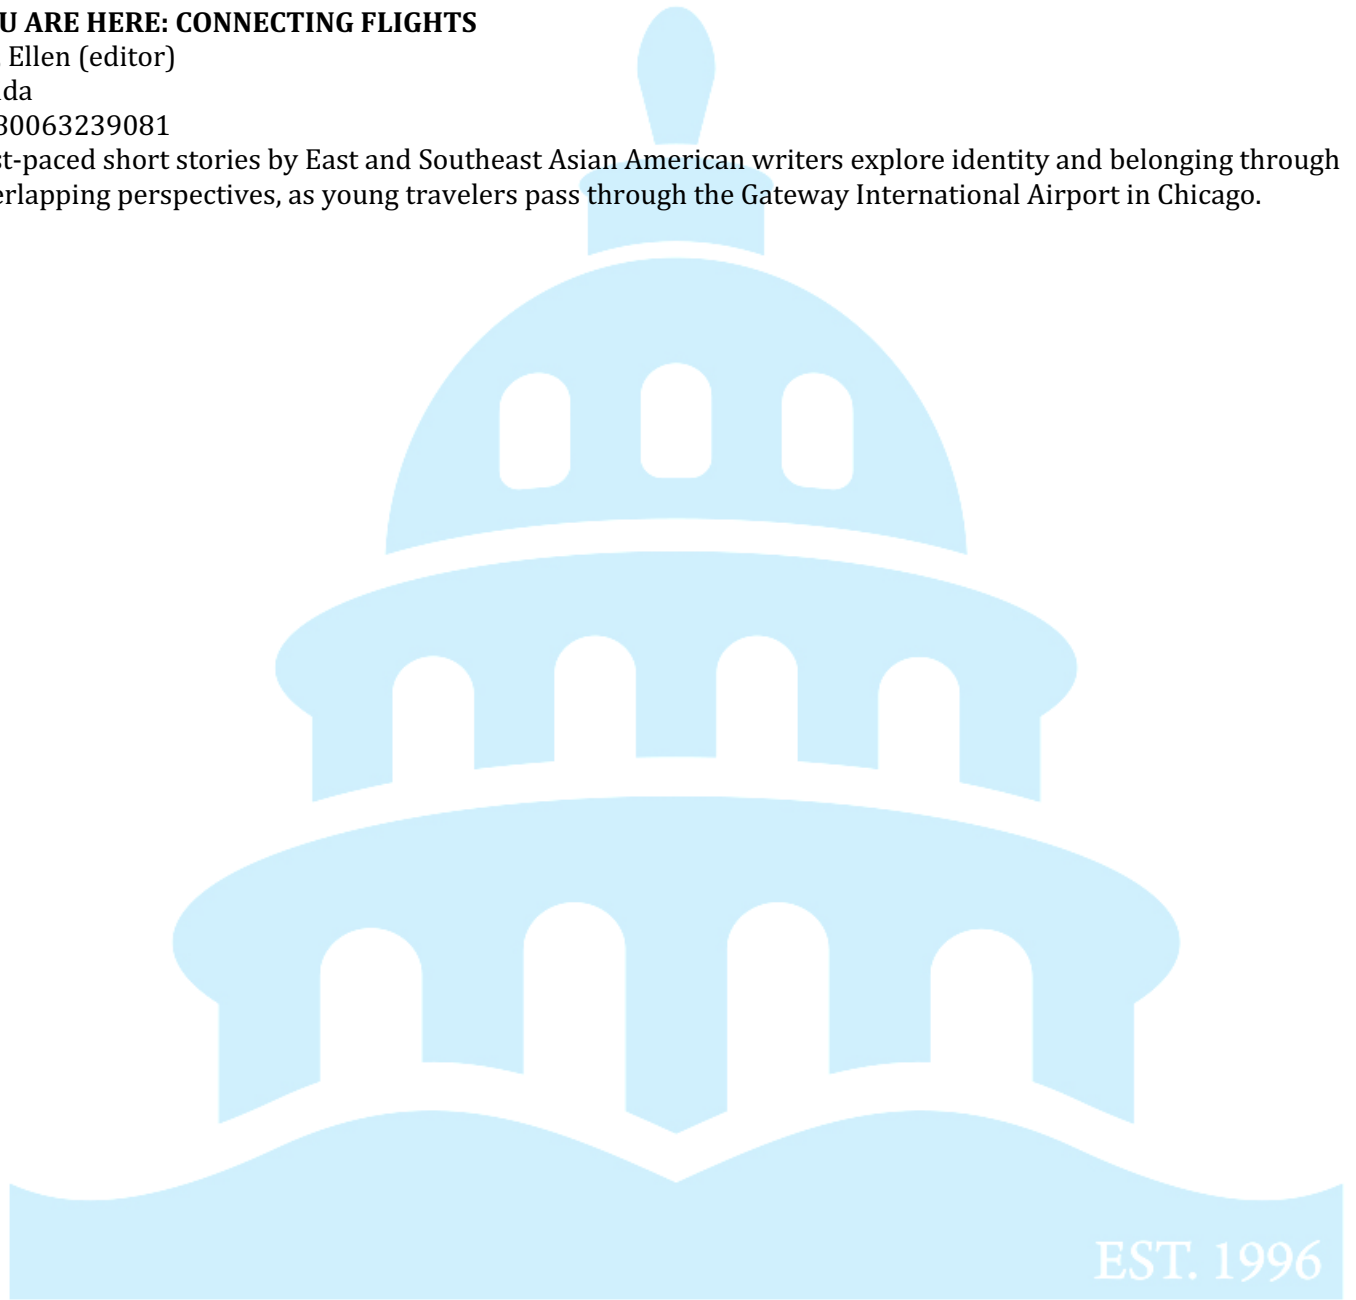 U ARE HERE: CONNECTING FLIGHTS
Ellen (editor)
da
30063239081
st-paced short stories by East and Southeast Asian American writers explore identity and belonging through
erlapping perspectives, as young travelers pass through the Gateway International Airport in Chicago.
EST. 1996